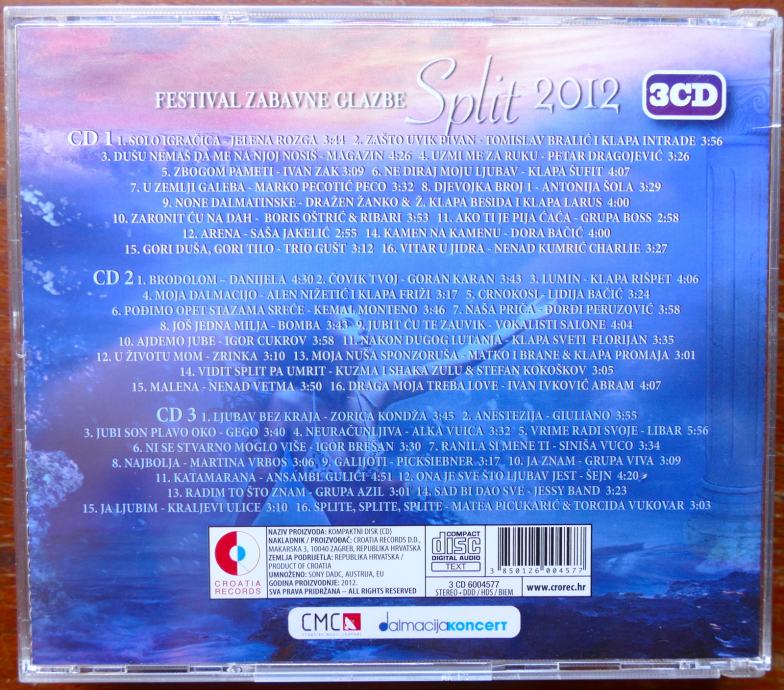 FESTIVAL ZABAVNE GLAZBE Split 2012 3CD
CD 1 1. SOLO IGRAČICA - JELENA ROZGA 3:44 2. ZAŠTO UVIK PIVAN - TOMISLAV BRALIĆ I KLAPA INTRADE 3:56
3. DUŠU NEMAŠ DA ME NA NJOJ NOSIŠ - MAGAZIN 4:26 4. UZMI ME ZA RUKU - PETAR DRAGOJEVIĆ 3:26
5. ZBOGOM PAMETI - IVAN ZAK 3:09 6. NE DIRAJ MOJU LJUBAV - KLAPA ŠUFIT 4:07
7. U ZEMLJI GALEBA - MARKO PECOTIĆ PECO 3:32 8. DJEVOJKA BROJ 1 - ANTONIJA ŠOLA 3:29
9. NONE DALMATINSKE - DRAŽEN ŽANKO & Ž. KLAPA BESIDA I KLAPA LARUS 4:00
10. ZARONIT ĆU NA DAH - BORIS OŠTRIĆ & RIBARI 3:53 11. AKO TI JE PIJA ĆAĆA - GRUPA BOSS 2:58
12. ARENA - SAŠA JAKELIĆ 2:55 14. KAMEN NA KAMENU - DORA BAČIĆ 4:00
15. GORI DUŠA, GORI TILO - TRIO GUŠT 3:12 16. VITAR U JIDRA - NENAD KUMRIĆ CHARLIE 3:27
CD 2 1. BRODOLOM – DANIJELA 4:30 2. ČOVIK TVOJ - GORAN KARAN 3:43 3. LUMIN - KLAPA RIŠPET 4:06
4. MOJA DALMACIJO - ALEN NIŽETIĆ I KLAPA FRIŽI 3:17 5. CRNOKOSI - LIDIJA BAČIĆ 3:24
6. POĐIMO OPET STAZAMA SREĆE - KEMAL MONTENO 3:46 7. NAŠA PRIČA - ĐORĐI PERUZOVIĆ 3:58
8. JOŠ JEDNA MILJA - BOMBA 3:43 9. JUBIT ĆU TE ZAUVIK - VOKALISTI SALONE 4:04
10. AJDEMO JUBE - IGOR CUKROV 3:58 11. NAKON DUGOG LUTANJA - KLAPA SVETI FLORIJAN 3:35
12. U ŽIVOTU MOM - ZRINKA 3:10 13. MOJA NUŠA SPONZORUŠA - MATKO I BRANE & KLAPA PROMAJA 3:01
14. VIDIT SPLIT PA UMRIT - KUZMA I SHAKA ZULU & STEFAN KOKOŠKOV 3:05
15. MALENA - NENAD VETMA 3:50 16. DRAGA MOJA TREBA LOVE - IVAN IVKOVIĆ ABRAM 4:07
CD 3 1. LJUBAV BEZ KRAJA - ZORICA KONDŽA 3:45 2. ANESTEZIJA - GIULIANO 3:55
3. JUBI SON PLAVO OKO - GEGO 3:40 4. NEURAČUNLJIVA - ALKA VUICA 3:32 5. VRIME RADI SVOJE - LIBAR 5:56
6. NI SE STVARNO MOGLO VIŠE - IGOR BREŠAN 3:30 7. RANILA SI MENE TI - SINIŠA VUCO 3:34
8. NAJBOLJA - MARTINA VRBOS 3:06 9. GALIJOTI - PICKSIEBNER 3:17 10. JA ZNAM - GRUPA VIVA 3:09
11. KATAMARANA - ANSAMBL GULIĆI 4:51 12. ONA JE SVE ŠTO LJUBAV JEST - ŠEJN 4:20
13. RADIM TO ŠTO ZNAM - GRUPA AZIL 3:01 14. SAD BI DAO SVE - JESSY BAND 3:23
15. JA LJUBIM - KRALJEVI ULICE 3:10 16. SPLITE, SPLITE, SPLITE - MATEA PICUKARIĆ & TORCIDA VUKOVAR 3:03
CROATIA
RECORDS
NAZIV PROIZVODA: KOMPAKTNI DISK (CD)
NAKLADNIK / PROIZVOĐAČ: CROATIA RECORDS D.D.,
MAKARSKA 3, 10040 ZAGREB, REPUBLIKA HRVATSKA
ZEMLJA PODRIJETLA: REPUBLIKA HRVATSKA /
PRODUCT OF CROATIA
UMNOŽENO: SONY DADC, AUSTRIA, EU
GODINA PROIZVODNJE: 2012.
SVA PRAVA PRIDRŽANA – ALL RIGHTS RESERVED
COMPACT
disc
DIGITAL AUDIO
TEXT
3 850126 004577
3 CD 6004577
STEREO • DDD / HDS / BIEM
www.crorec.hr
CMC
dalmacijaKONCERT